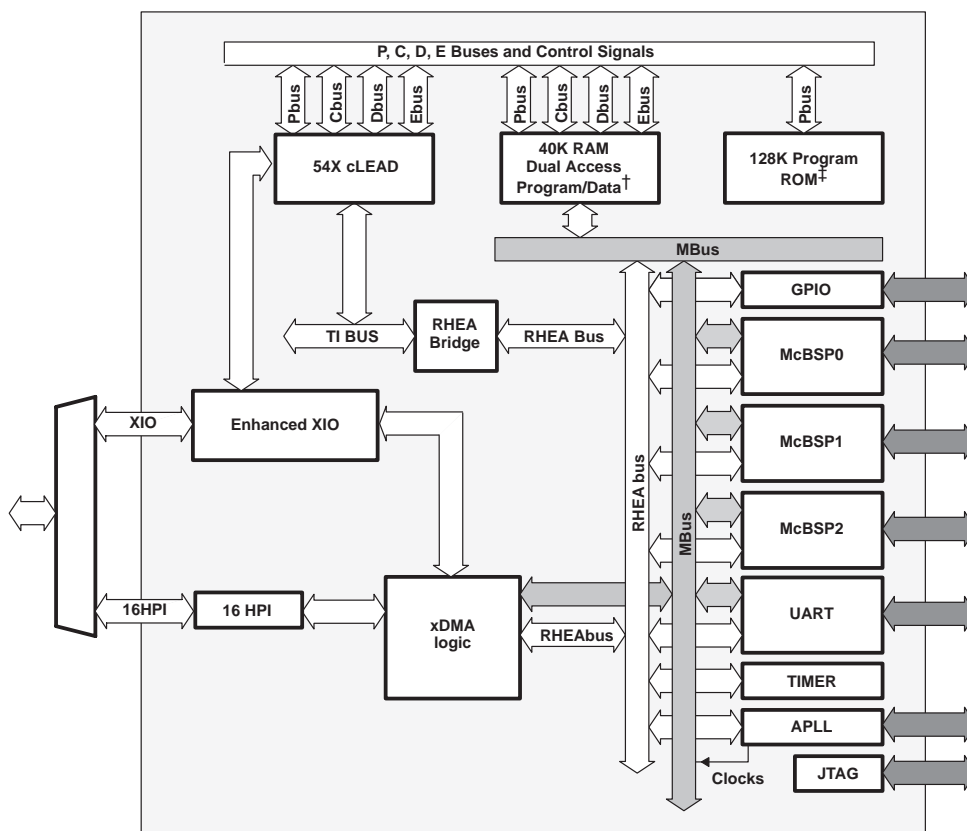 P, C, D, E Buses and Control Signals
Pbus
Cbus
Dbus
Ebus
Pbus
Cbus
Dbus
Ebus
Pbus
54X cLEAD
40K RAM
Dual Access
Program/Data†
128K Program
ROM‡
MBus
GPIO
TI BUS
RHEA
Bridge
RHEA Bus
McBSP0
XIO
Enhanced XIO
McBSP1
RHEA bus
MBus
McBSP2
16HPI
16 HPI
xDMA
logic
RHEAbus
UART
TIMER
APLL
Clocks
JTAG